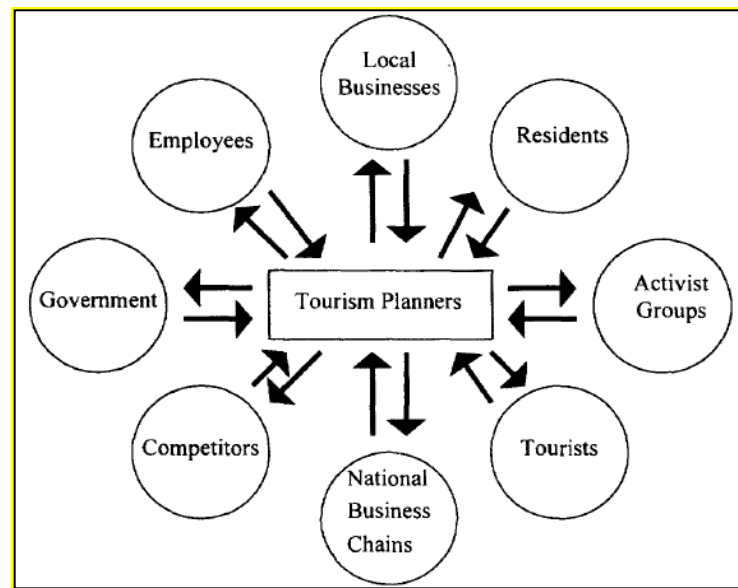 Local
Businesses
Employees
Residents
Government
Tourism Planners
Activist
Groups
Competitors
Tourists
National
Business
Chains